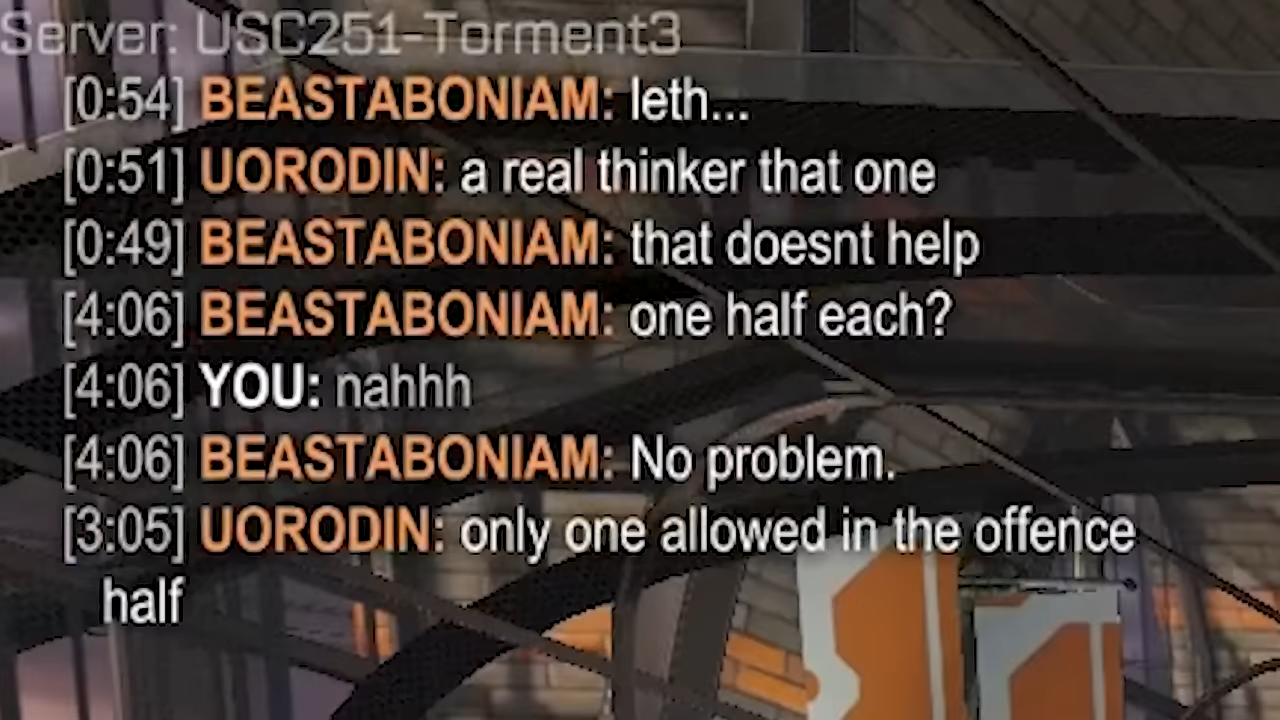 Server: USC251-Torment3
[0:54] BEASTABONIAM: leth...
[0:51] UORODIN: a real thinker that one
[0:49] BEASTABONIAM: that doesnt help
[4:06] BEASTABONIAM: one half each?
[4:06] YOU: nahhh
[4:06] BEASTABONIAM: No problem.
[3:05] UORODIN: only one allowed in the offence
half